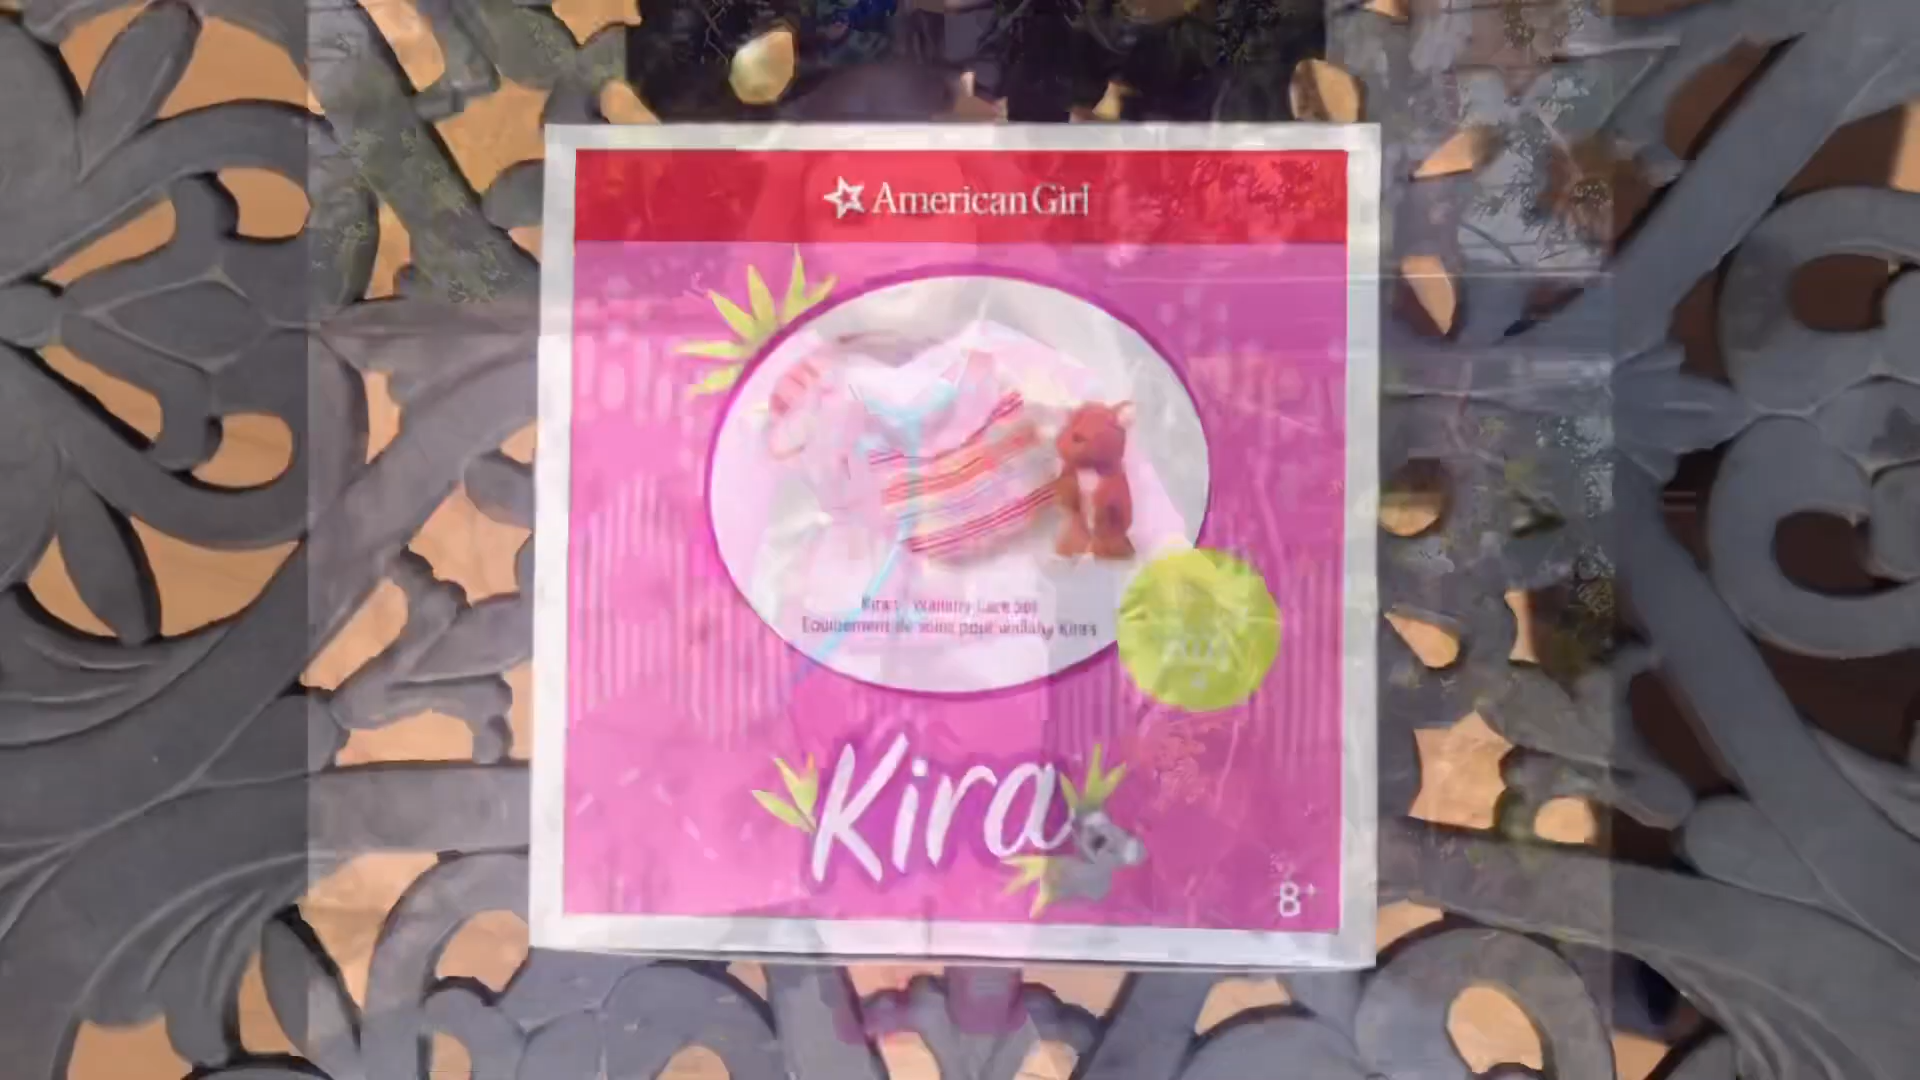 American Girl
Kira's Wallaby Care Set
Équipement de soins pour wallaby Kira's
Kira
8+